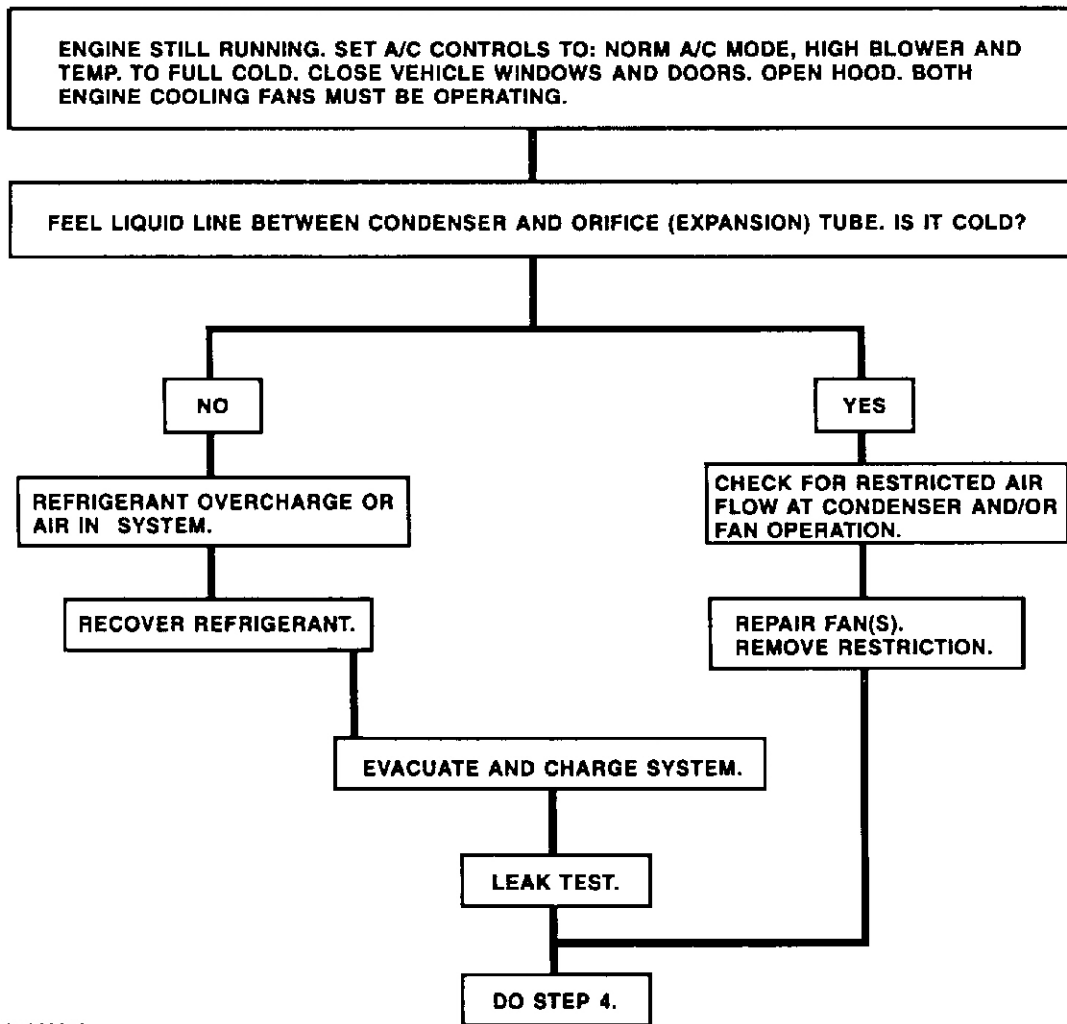 ENGINE STILL RUNNING. SET A/C CONTROLS TO: NORM A/C MODE, HIGH BLOWER AND
TEMP. TO FULL COLD. CLOSE VEHICLE WINDOWS AND DOORS. OPEN HOOD. BOTH
ENGINE COOLING FANS MUST BE OPERATING.
FEEL LIQUID LINE BETWEEN CONDENSER AND ORIFICE (EXPANSION) TUBE. IS IT COLD?
NO
YES
REFRIGERANT OVERCHARGE OR
AIR IN SYSTEM.
CHECK FOR RESTRICTED AIR
FLOW AT CONDENSER AND/OR
FAN OPERATION.
RECOVER REFRIGERANT.
REPAIR FAN(S).
REMOVE RESTRICTION.
EVACUATE AND CHARGE SYSTEM.
LEAK TEST.
DO STEP 4.